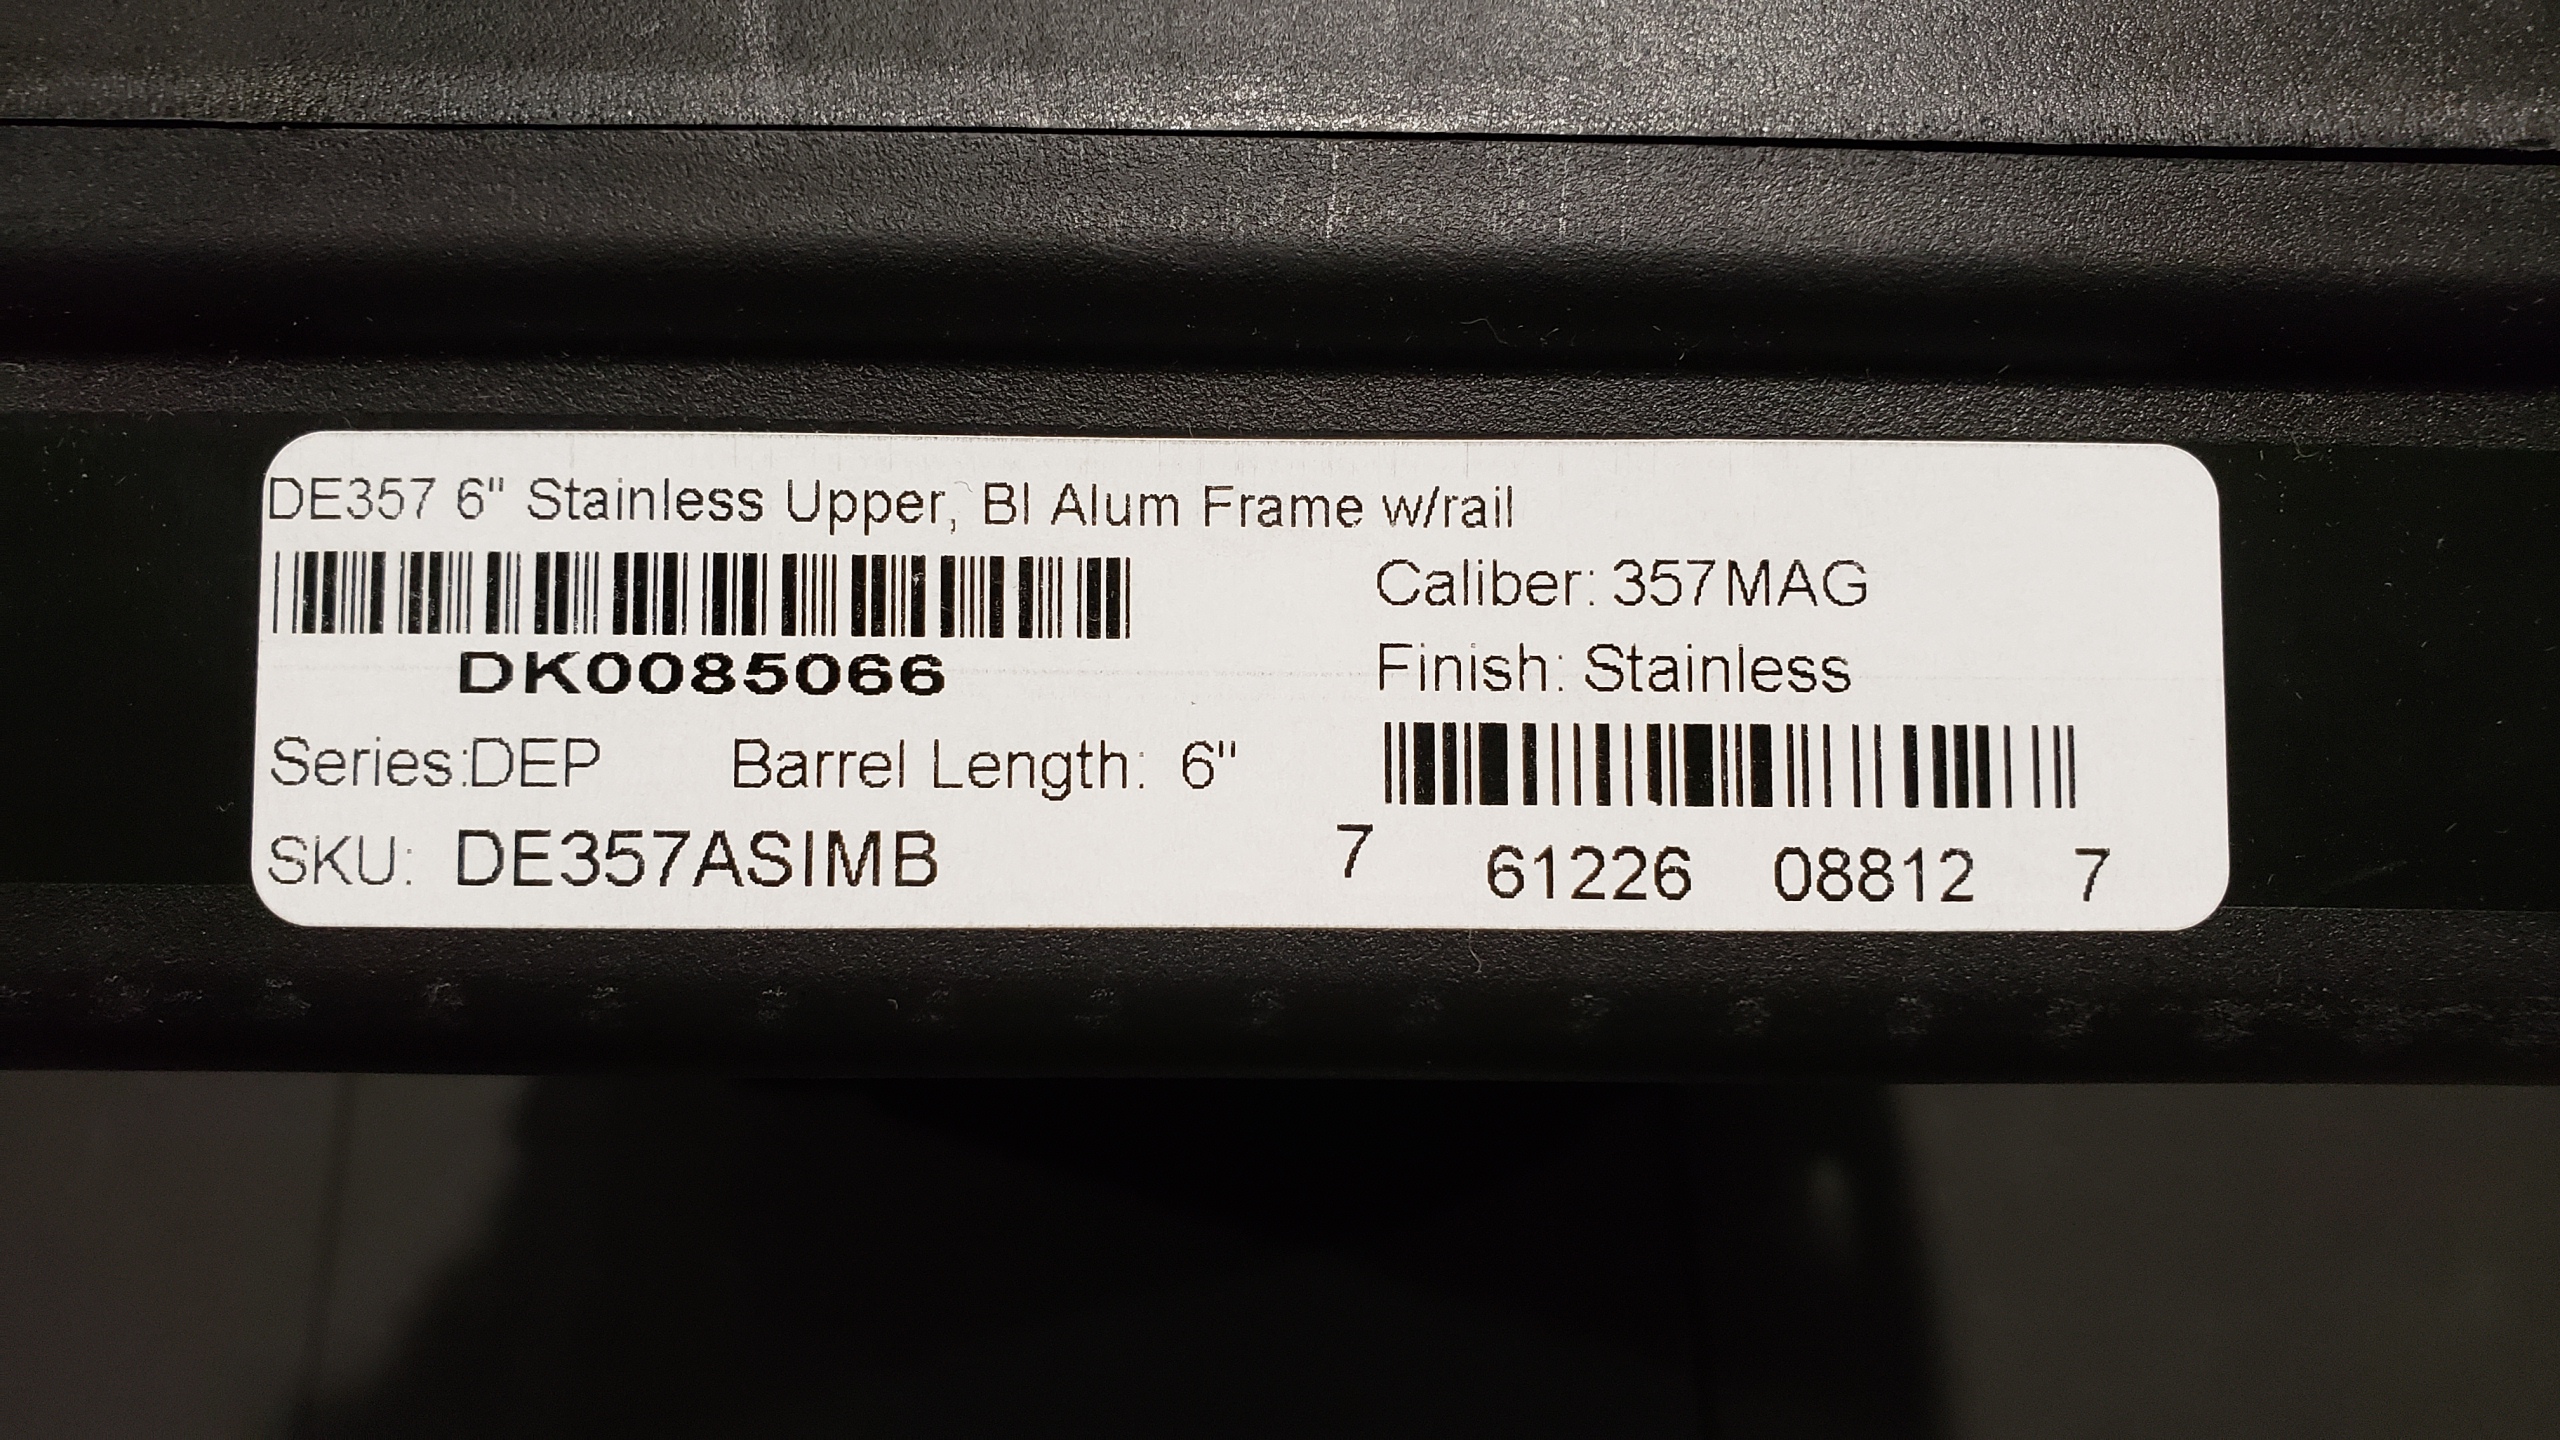 DE357 6" Stainless Upper, Bl Alum Frame w/rail
Caliber: 357MAG
DK0085066
Finish: Stainless
Series:DEP Barrel Length: 6"
SKU: DE357ASIMB
7 61226 08812 7